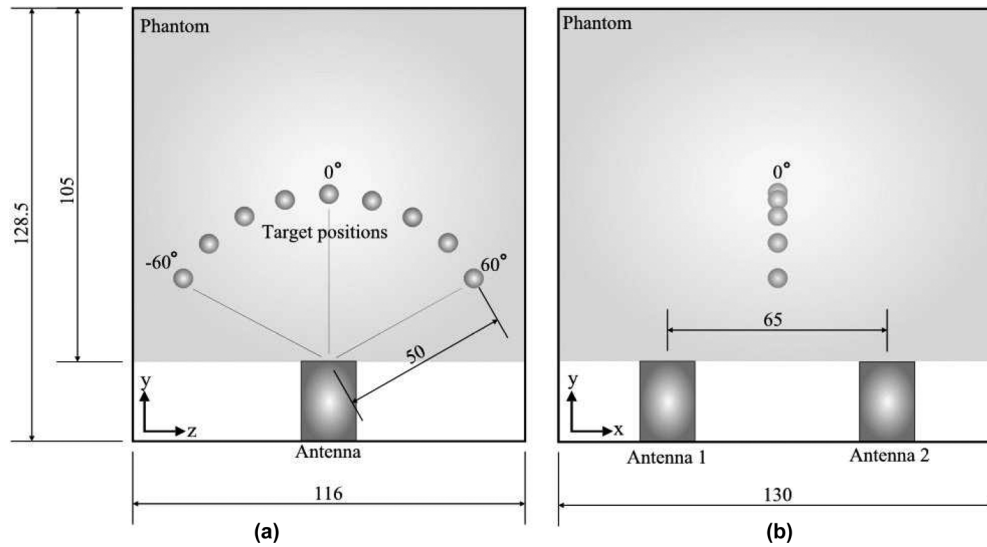 Phantom
0°
Target positions
-60°
60°
50
128.5
105
y
z
Antenna
116
(a)
Phantom
0°
65
y
x
Antenna 1
Antenna 2
130
(b)